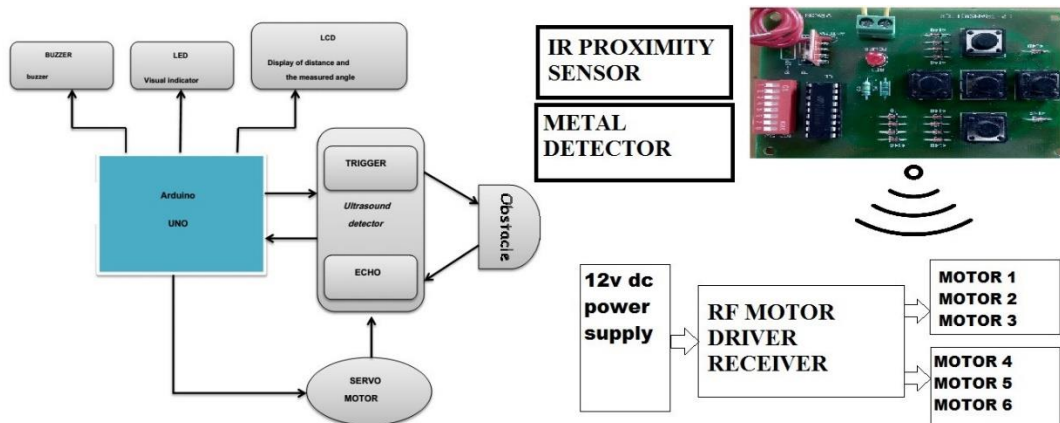 BUZZER
buzzer
LED
Visual indicator
LCD
Display of distance and
the measured angle
Arduino
UNO
TRIGGER
Ultrasound
detector
ECHO
Obstacle
SERVO
MOTOR
IR PROXIMITY
SENSOR
METAL
DETECTOR
12v dc
power
supply
RF MOTOR
DRIVER
RECEIVER
MOTOR 1
MOTOR 2
MOTOR 3
MOTOR 4
MOTOR 5
MOTOR 6